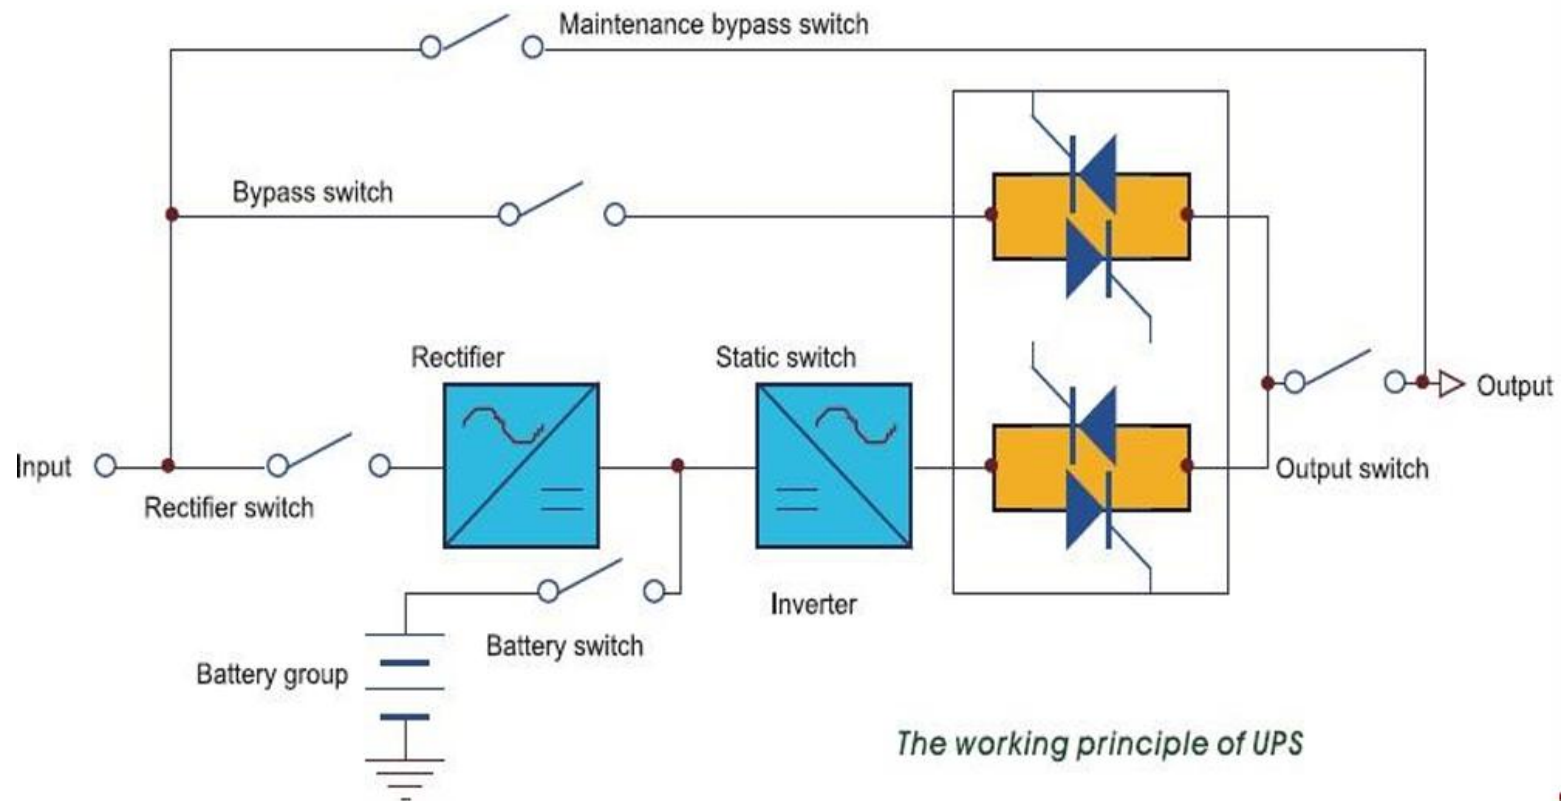 Maintenance bypass switch
Bypass switch
Rectifier
Static switch
Output
Input
Output switch
Rectifier switch
Inverter
Battery switch
Battery group
The working principle of UPS